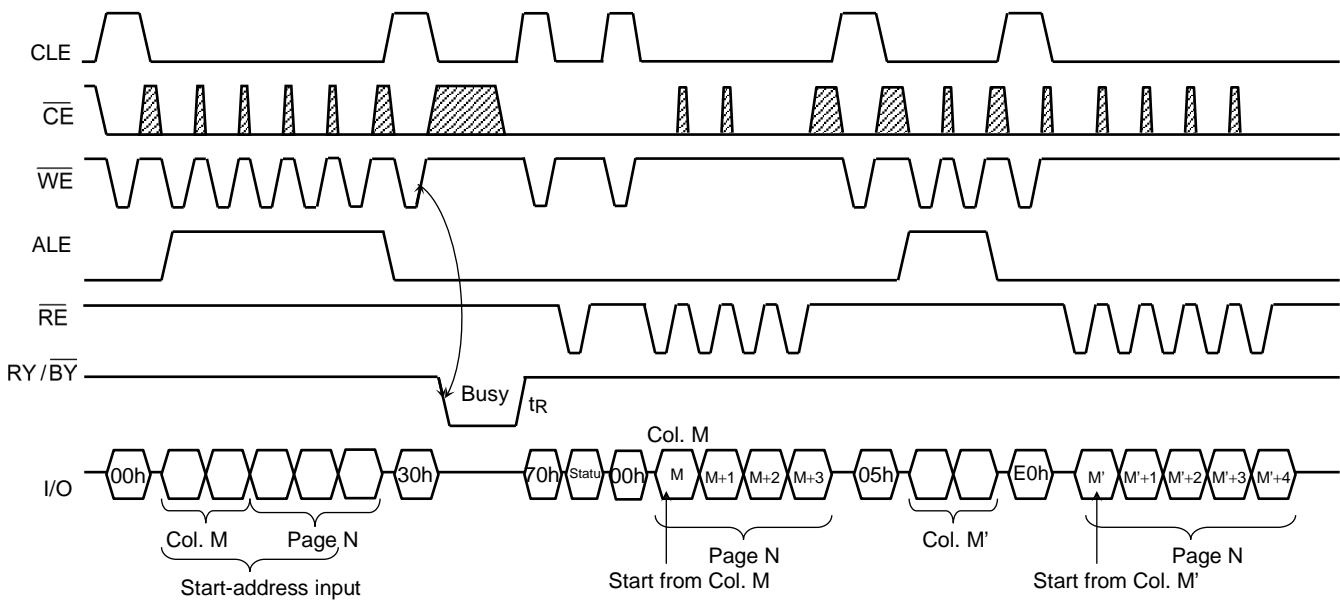 CLE
CE
WE
ALE
RE
RY / BY
Busy
tR
Col. M
I/O
00h
30h
70h
Statu
00h
M
M+1
M+2
M+3
05h
E0h
M'
M'+1
M'+2
M'+3
M'+4
Col. M
Page N
Col. M'
Page N
Page N
Start-address input
Start from Col. M
Start from Col. M'